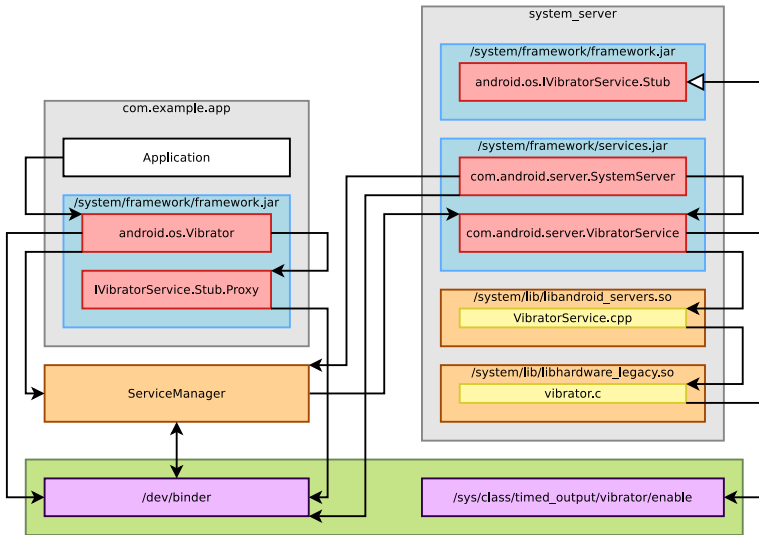 system_server
/system/framework/framework.jar
android.os.IVibratorService.Stub
com.example.app
Application
/system/framework/services.jar
com.android.server.SystemServer
/system/framework/framework.jar
android.os.Vibrator
com.android.server.VibratorService
IVibratorService.Stub.Proxy
/system/lib/libandroid_servers.so
VibratorService.cpp
/system/lib/libhardware_legacy.so
ServiceManager
vibrator.c
/dev/binder
/sys/class/timed_output/vibrator/enable